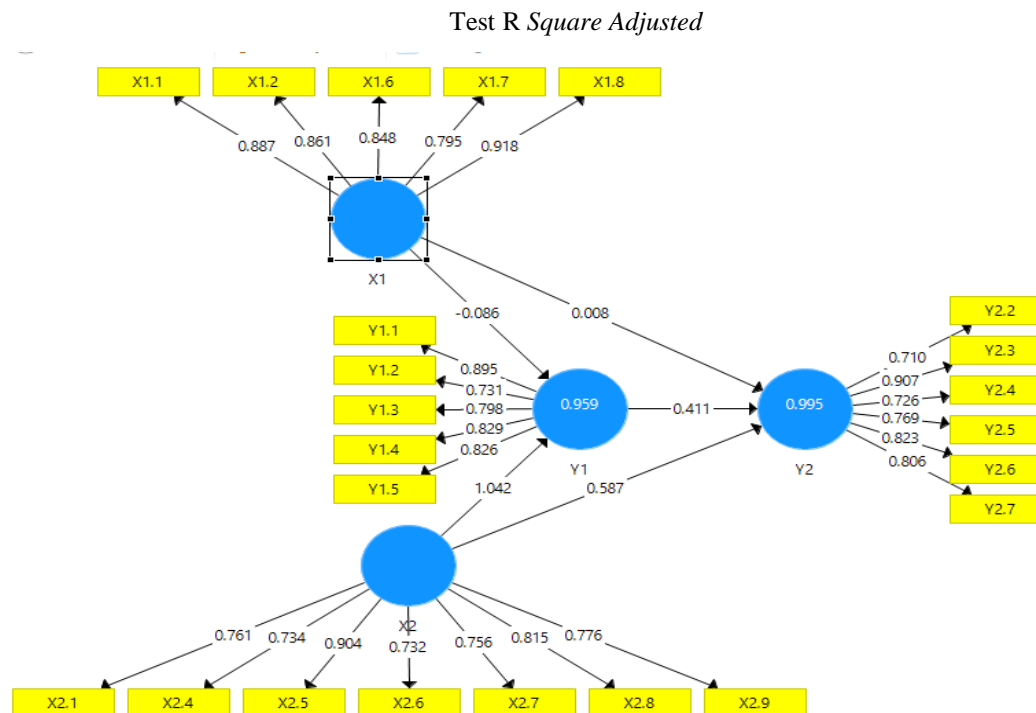 Test R Square Adjusted
X1.1 X1.2 X1.6 X1.7 X1.8
0.887 0.861 0.848 0.795 0.918
X1
-0.086 0.008
Y1.1
Y1.2
Y1.3
Y1.4
Y1.5
0.895
0.731
0.798
0.829
0.826
0.959
Y1
0.411
0.995
Y2
0.710
0.907
0.726
0.769
0.823
0.806
Y2.2
Y2.3
Y2.4
Y2.5
Y2.6
Y2.7
1.042 0.587
X2
0.761 0.734 0.904 0.732 0.756 0.815 0.776
X2.1 X2.4 X2.5 X2.6 X2.7 X2.8 X2.9